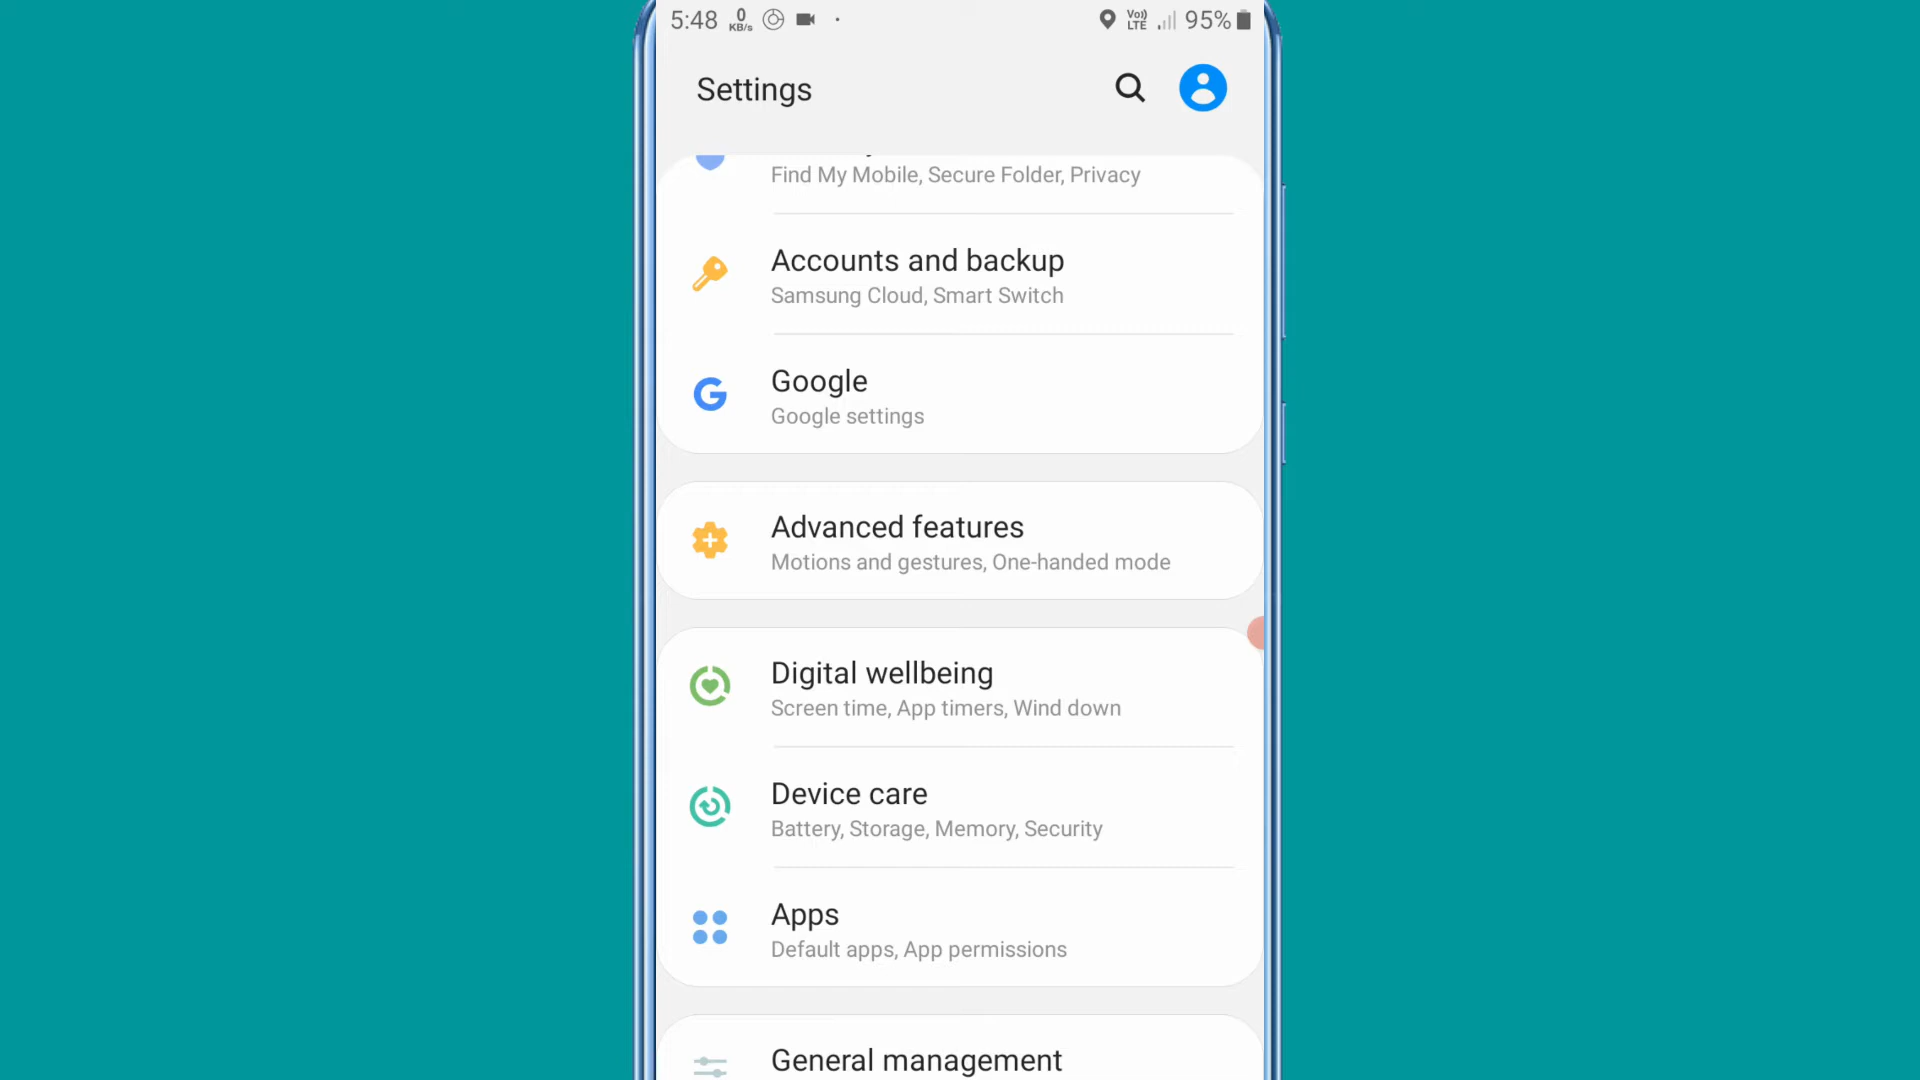 5:48 0 KB/s Vo)) LTE 95%
Settings
Find My Mobile, Secure Folder, Privacy
Accounts and backup
Samsung Cloud, Smart Switch
Google
Google settings
Advanced features
Motions and gestures, One-handed mode
Digital wellbeing
Screen time, App timers, Wind down
Device care
Battery, Storage, Memory, Security
Apps
Default apps, App permissions
General management